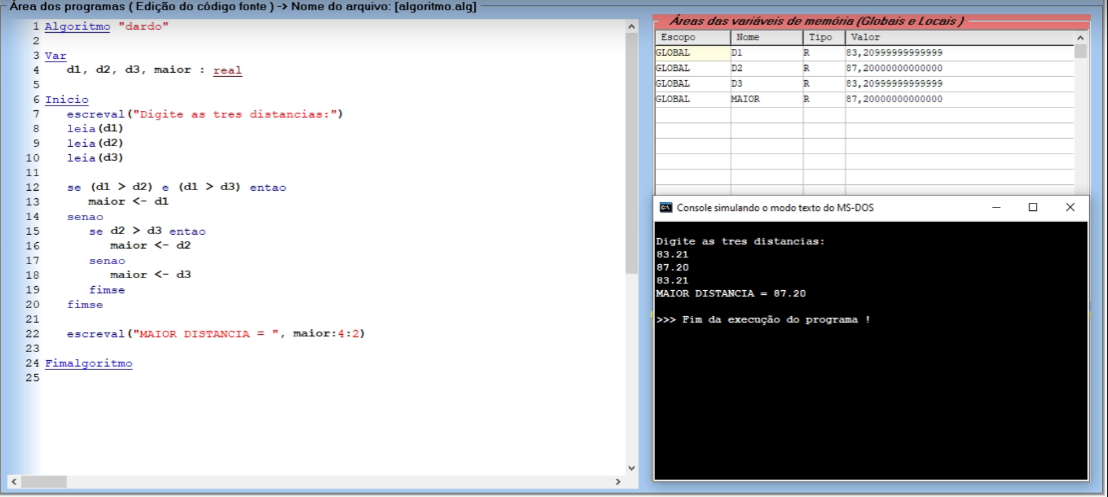 Área dos programas ( Edição do código fonte ) -> Nome do arquivo: [algoritmo.alg]
1 Algoritmo "dardo"
2
3 Var
4 d1, d2, d3, maior : real
5
6 Inicio
7 escreval("Digite as tres distancias:")
8 leia(d1)
9 leia(d2)
10 leia(d3)
11
12 se (d1 > d2) e (d1 > d3) entao
13 maior <- d1
14 senao
15 se d2 > d3 entao
16 maior <- d2
17 senao
18 maior <- d3
19 fimse
20 fimse
21
22 escreval("MAIOR DISTANCIA = ", maior:4:2)
23
24 Fimalgoritmo
25
Áreas das variáveis de memória (Globais e Locais )
Escopo Nome Tipo Valor
GLOBAL D1 R 83,20999999999999
GLOBAL D2 R 87,20000000000000
GLOBAL D3 R 83,20999999999999
GLOBAL MAIOR R 87,20000000000000
Console simulando o modo texto do MS-DOS
Digite as tres distancias:
83.21
87.20
83.21
MAIOR DISTANCIA = 87.20
>>> Fim da execução do programa !